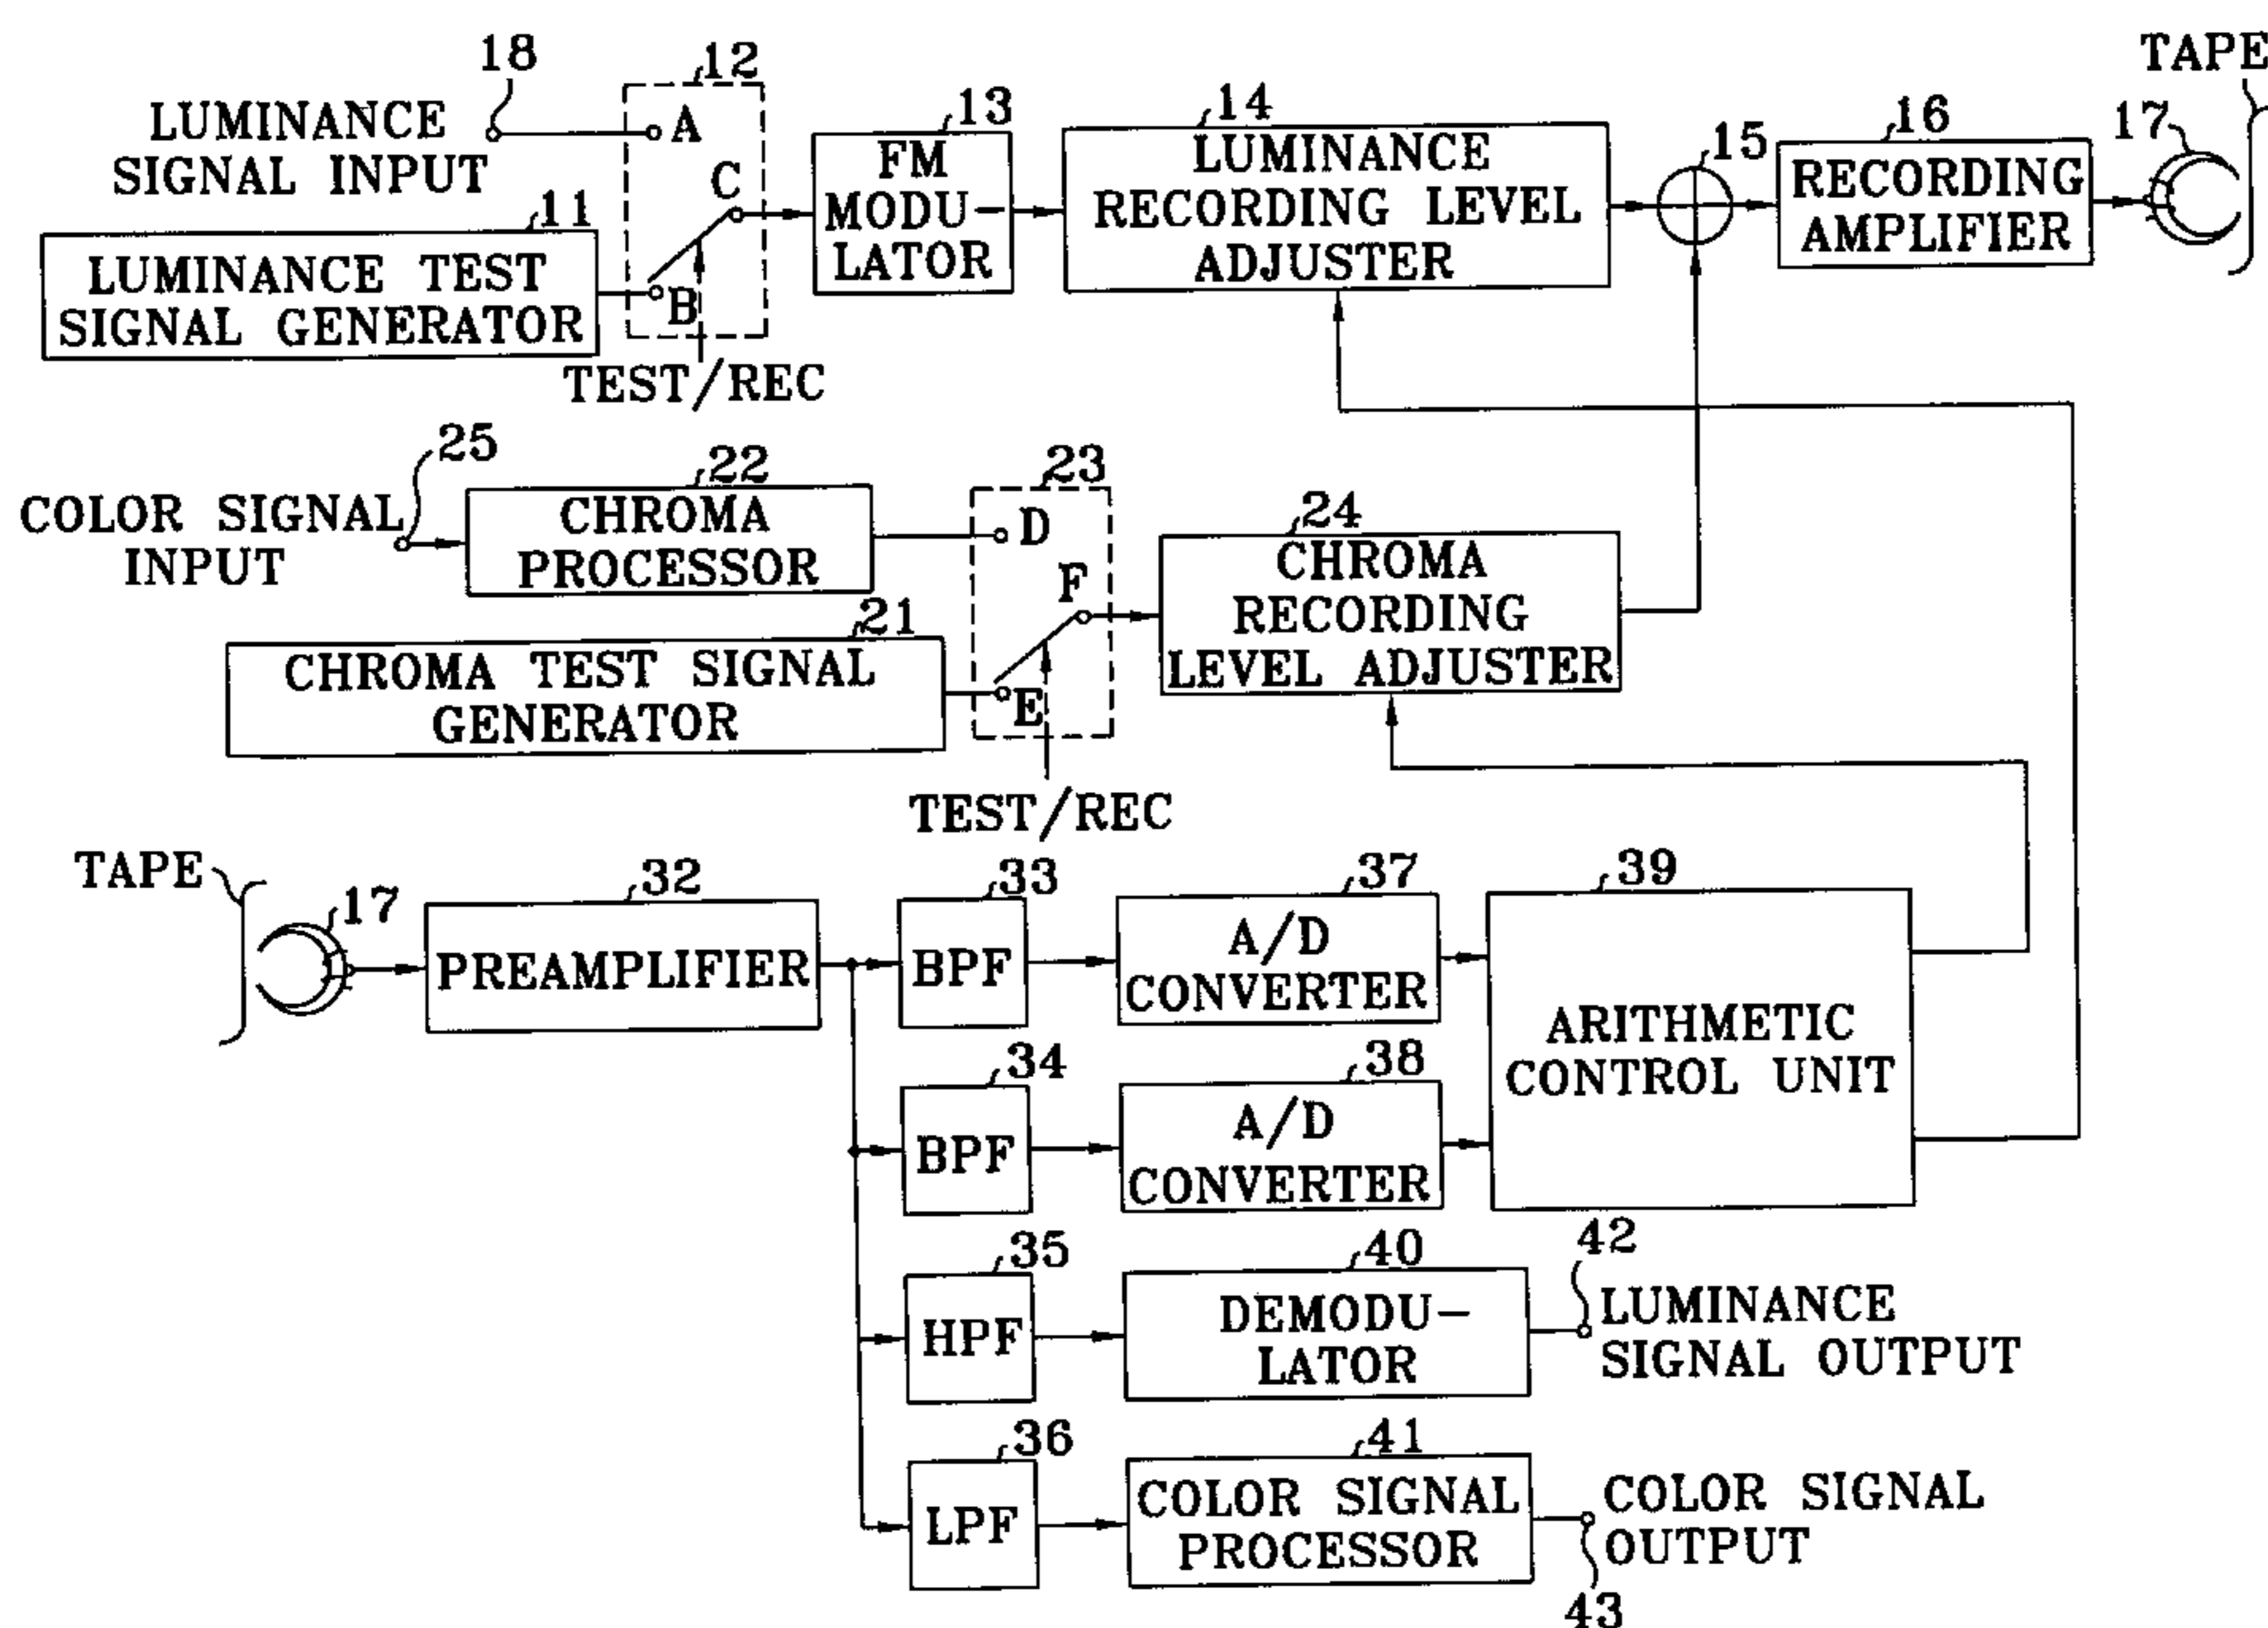 18
12
TAPE
LUMINANCE
SIGNAL INPUT
A
C
B
13
FM
MODU-
LATOR
14
LUMINANCE
RECORDING LEVEL
ADJUSTER
15
16
RECORDING
AMPLIFIER
17
11
LUMINANCE TEST
SIGNAL GENERATOR
TEST/REC
25
COLOR SIGNAL
INPUT
22
CHROMA
PROCESSOR
23
D
F
E
24
CHROMA
RECORDING
LEVEL ADJUSTER
21
CHROMA TEST SIGNAL
GENERATOR
TEST/REC
TAPE
17
32
PREAMPLIFIER
33
BPF
37
A/D
CONVERTER
39
ARITHMETIC
CONTROL UNIT
34
BPF
38
A/D
CONVERTER
35
HPF
40
DEMODU-
LATOR
42
LUMINANCE
SIGNAL OUTPUT
36
LPF
41
COLOR SIGNAL
PROCESSOR
COLOR SIGNAL
OUTPUT
43